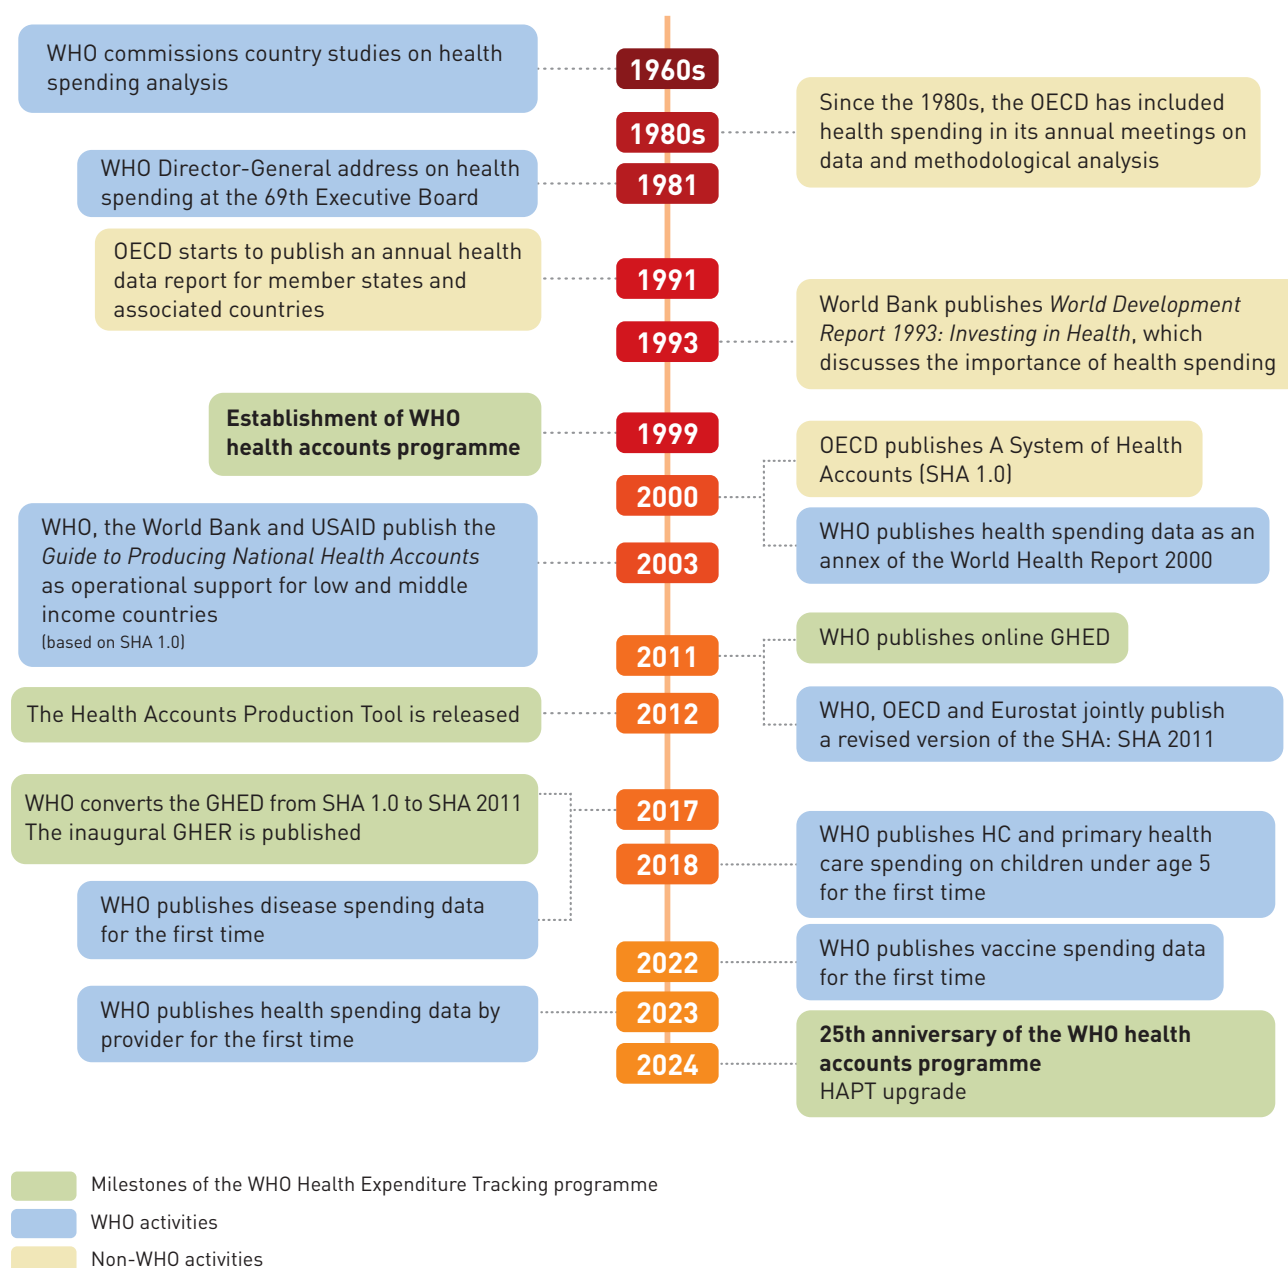 WHO commissions country studies on health
spending analysis
1960s
1980s
Since the 1980s, the OECD has included
health spending in its annual meetings on
data and methodological analysis
WHO Director-General address on health
spending at the 69th Executive Board
1981
OECD starts to publish an annual health
data report for member states and
associated countries
1991
1993
World Bank publishes World Development
Report 1993: Investing in Health, which
discusses the importance of health spending
Establishment of WHO
health accounts programme
1999
2000
OECD publishes A System of Health
Accounts (SHA 1.0)
WHO publishes health spending data as an
annex of the World Health Report 2000
WHO, the World Bank and USAID publish the
Guide to Producing National Health Accounts
as operational support for low and middle
income countries
(based on SHA 1.0)
2003
2011
WHO publishes online GHED
WHO, OECD and Eurostat jointly publish
a revised version of the SHA: SHA 2011
The Health Accounts Production Tool is released
2012
WHO converts the GHED from SHA 1.0 to SHA 2011
The inaugural GHER is published
2017
WHO publishes disease spending data
for the first time
2018
WHO publishes HC and primary health
care spending on children under age 5
for the first time
2022
WHO publishes vaccine spending data
for the first time
WHO publishes health spending data by
provider for the first time
2023
2024
25th anniversary of the WHO health
accounts programme
HAPT upgrade
Milestones of the WHO Health Expenditure Tracking programme
WHO activities
Non-WHO activities